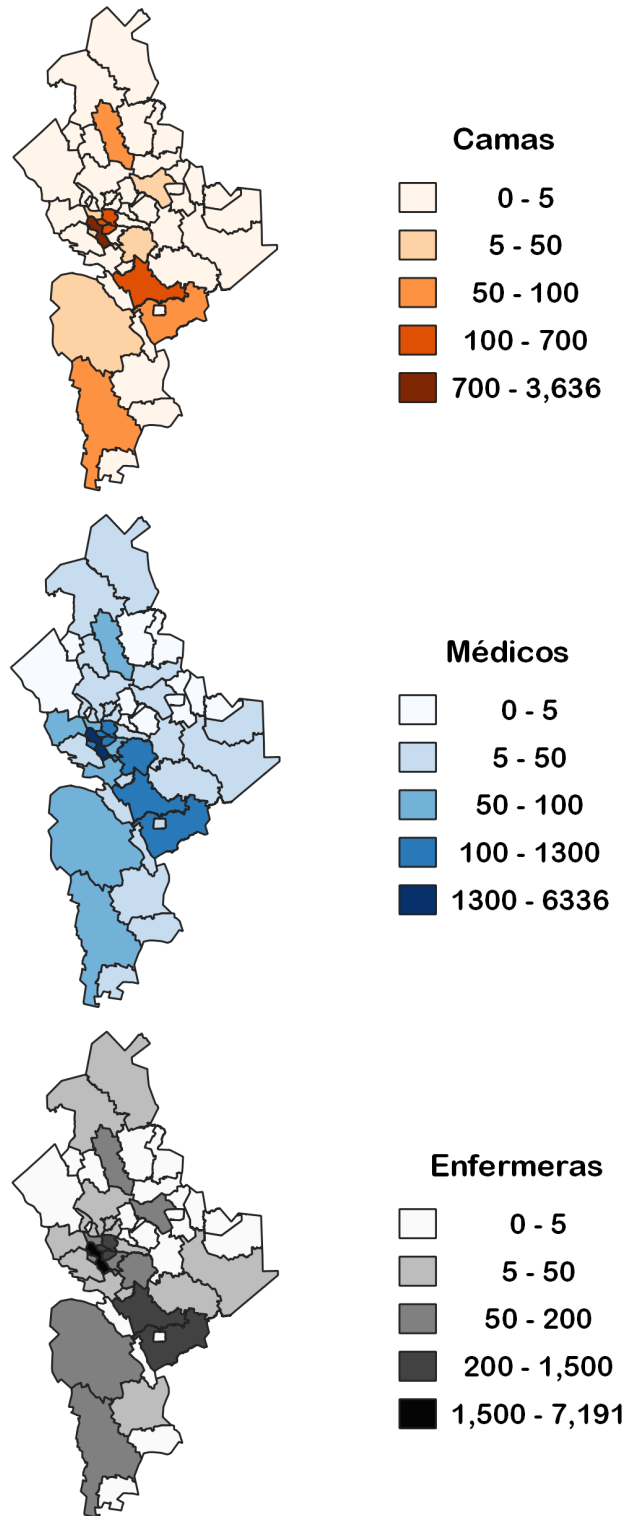 Camas
0 - 5
5 - 50
50 - 100
100 - 700
700 - 3,636
Médicos
0 - 5
5 - 50
50 - 100
100 - 1300
1300 - 6336
Enfermeras
0 - 5
5 - 50
50 - 200
200 - 1,500
1,500 - 7,191